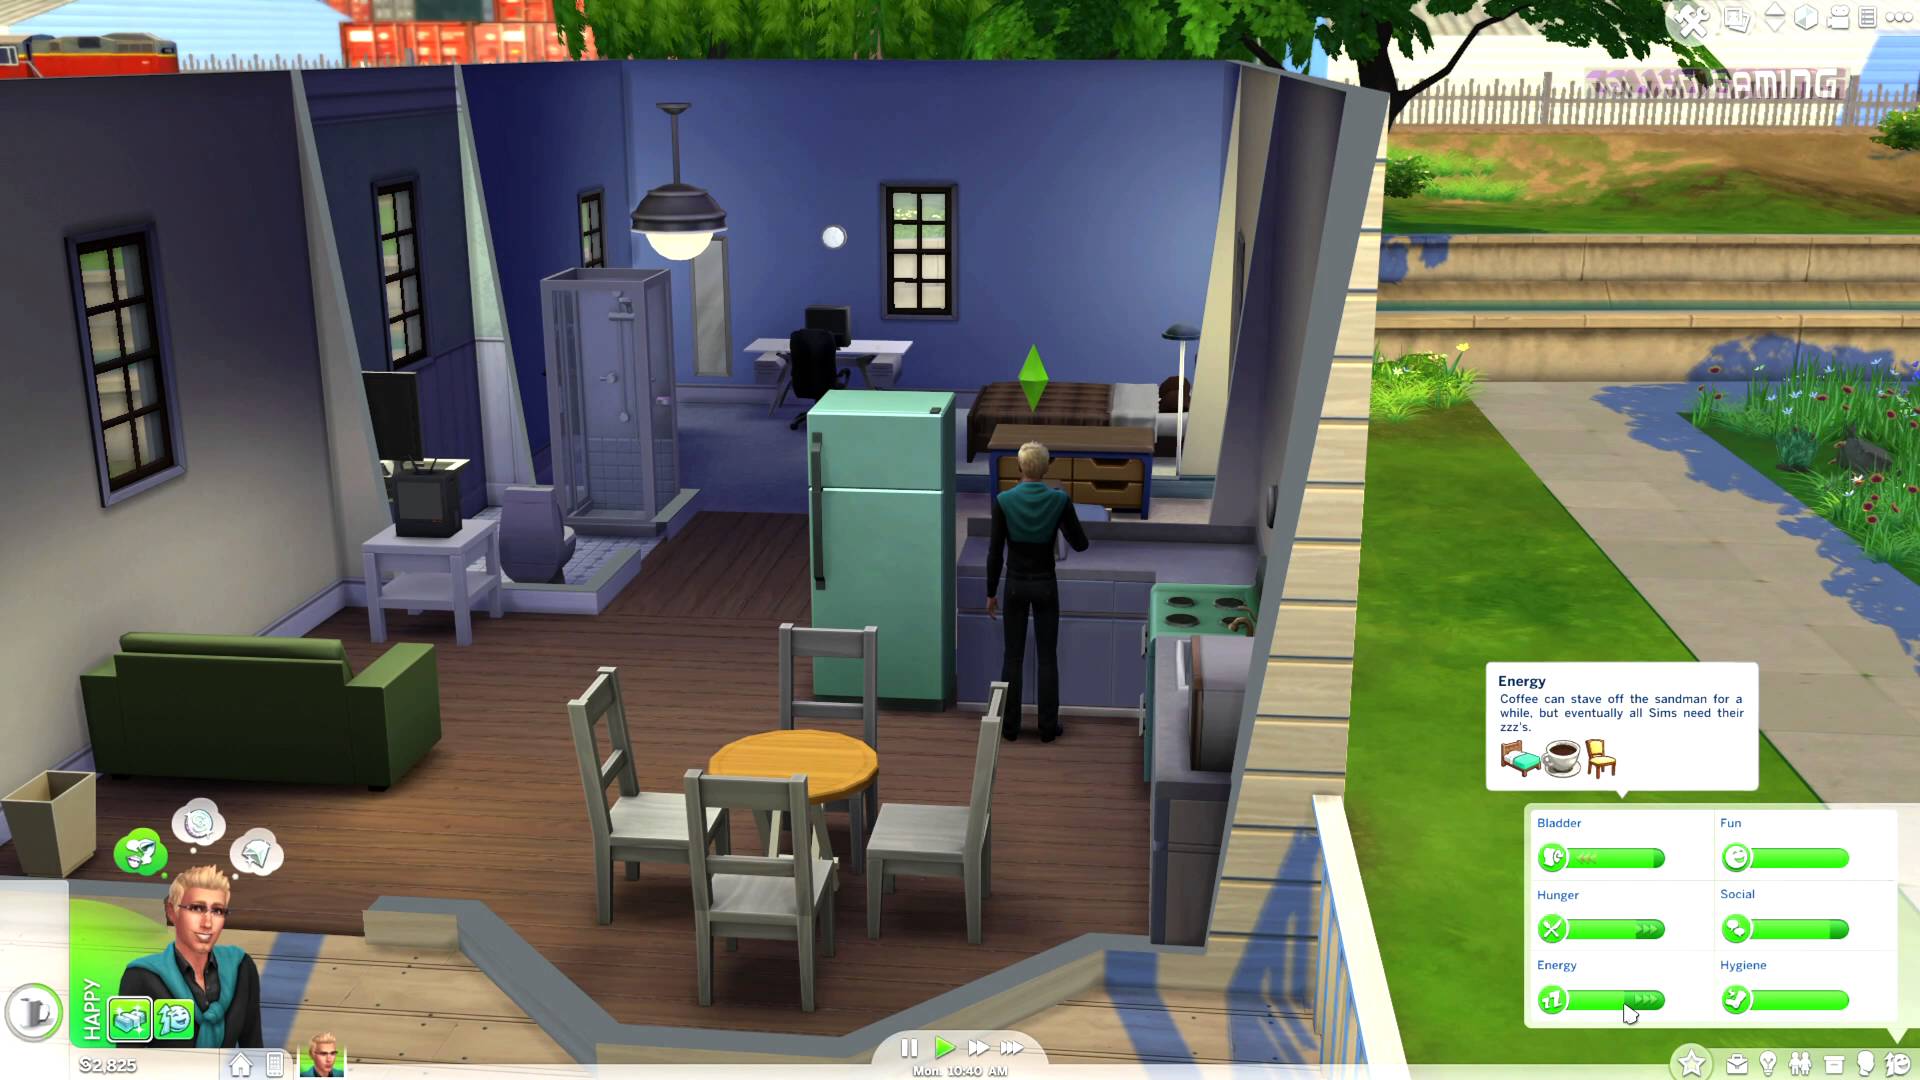 GAMING
Energy
Coffee can stave off the sandman for a
while, but eventually all Sims need their
zzz's.
Bladder
Fun
Hunger
Social
Energy
Hygiene
HAPPY
§2,825
Mon. 10:40 AM